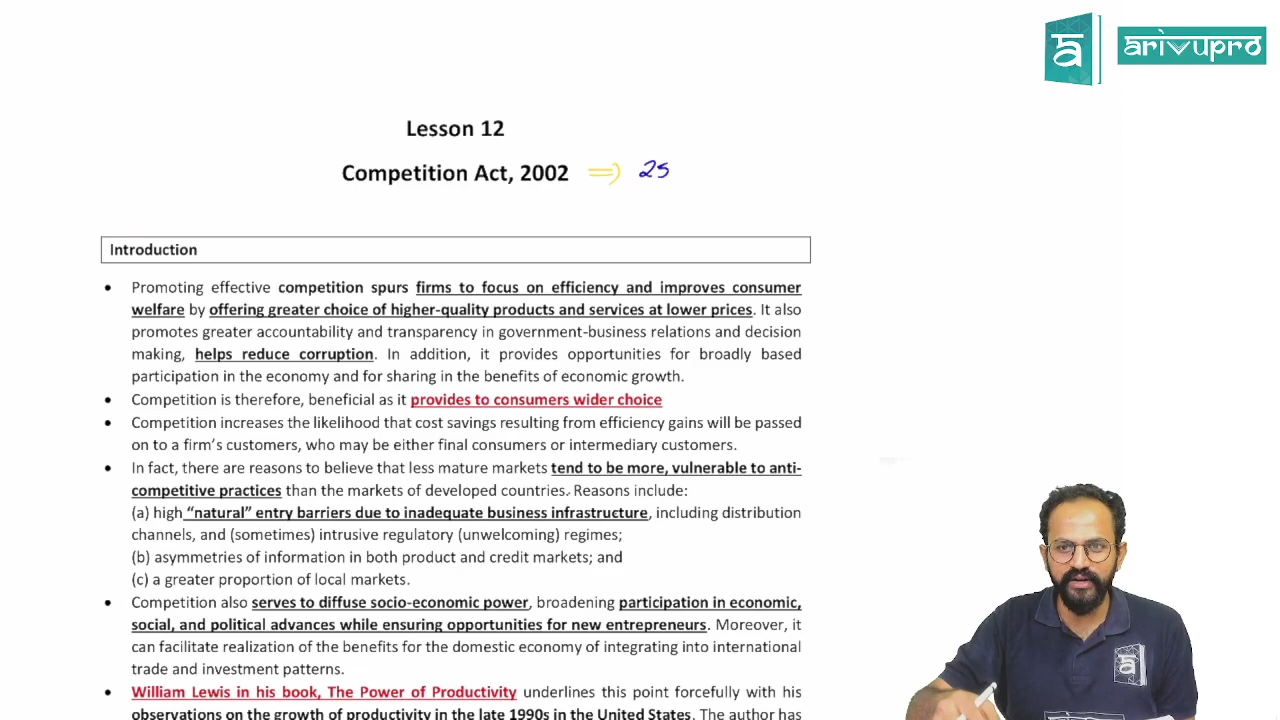 arivupro
Lesson 12
Competition Act, 2002 ⇒ 25
Introduction
• Promoting effective competition spurs firms to focus on efficiency and improves consumer
welfare by offering greater choice of higher-quality products and services at lower prices. It also
promotes greater accountability and transparency in government-business relations and decision
making, helps reduce corruption. In addition, it provides opportunities for broadly based
participation in the economy and for sharing in the benefits of economic growth.
• Competition is therefore, beneficial as it provides to consumers wider choice
• Competition increases the likelihood that cost savings resulting from efficiency gains will be passed
on to a firm's customers, who may be either final consumers or intermediary customers.
• In fact, there are reasons to believe that less mature markets tend to be more, vulnerable to anti-
competitive practices than the markets of developed countries. Reasons include:
(a) high "natural" entry barriers due to inadequate business infrastructure, including distribution
channels, and (sometimes) intrusive regulatory (unwelcoming) regimes;
(b) asymmetries of information in both product and credit markets; and
(c) a greater proportion of local markets.
• Competition also serves to diffuse socio-economic power, broadening participation in economic,
social, and political advances while ensuring opportunities for new entrepreneurs. Moreover, it
can facilitate realization of the benefits for the domestic economy of integrating into international
trade and investment patterns.
• William Lewis in his book, The Power of Productivity underlines this point forcefully with his
observations on the growth of productivity in the late 1990s in the United States. The author has